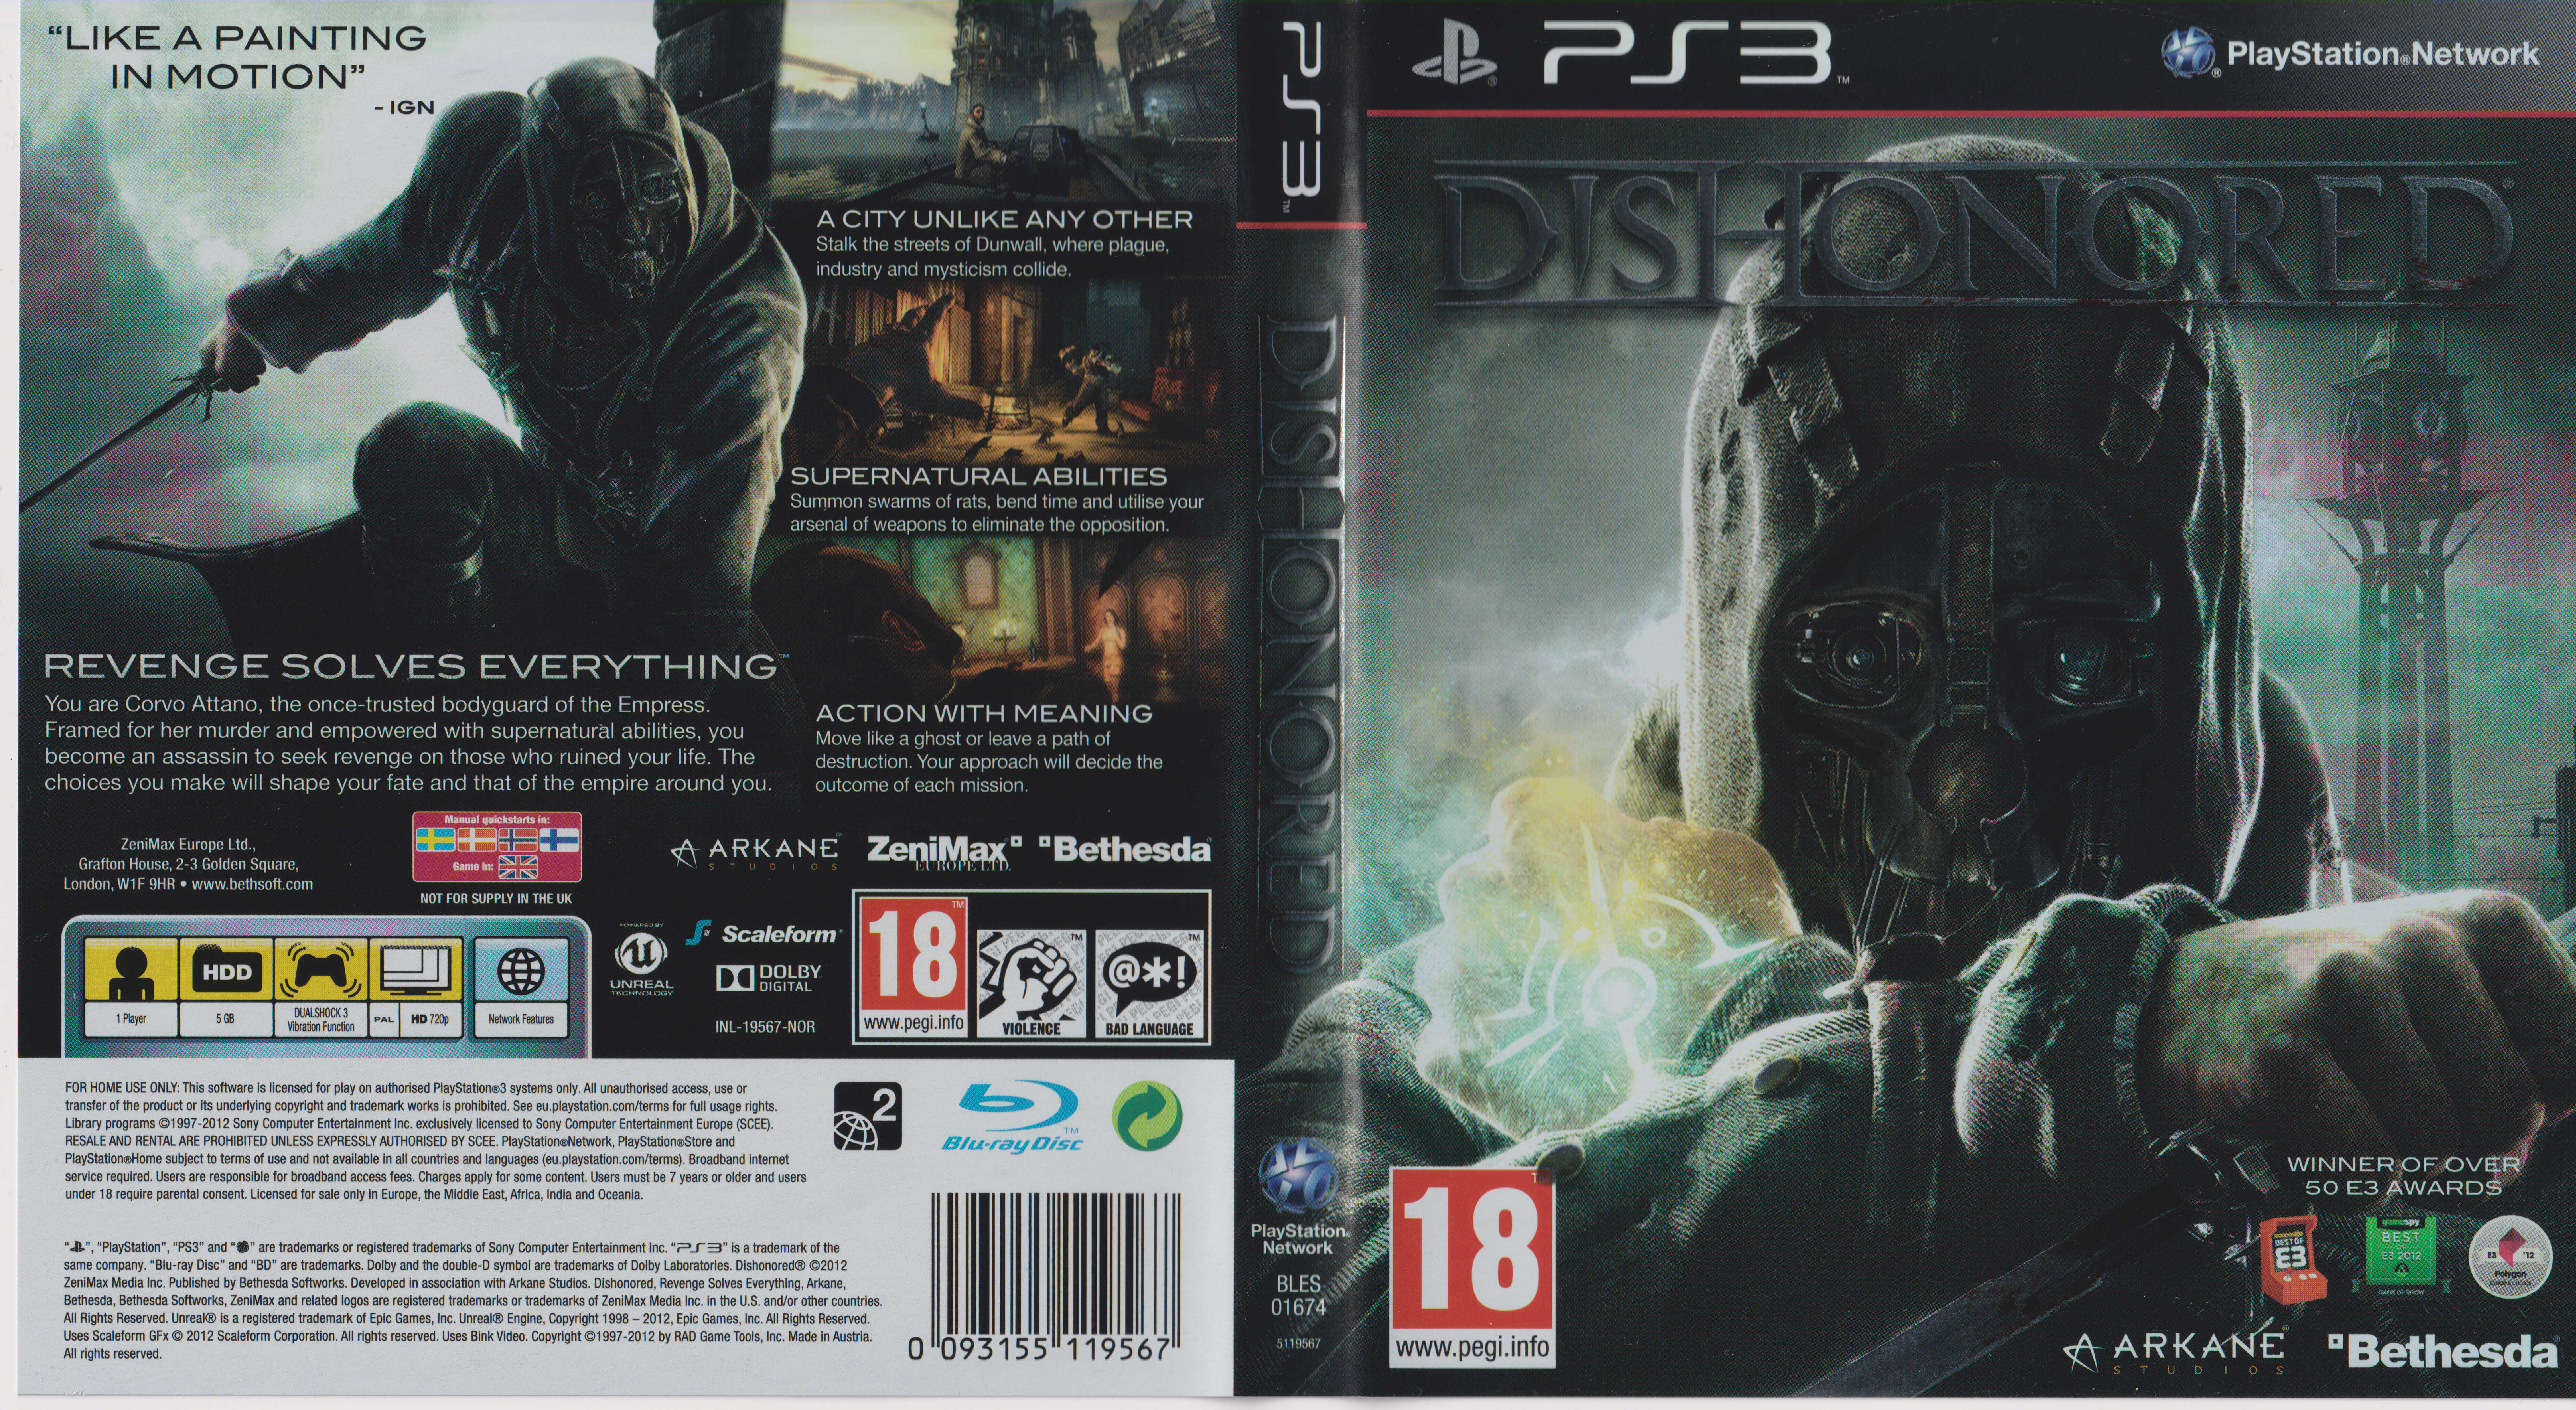 “LIKE A PAINTING
IN MOTION”
- IGN
A CITY UNLIKE ANY OTHER
Stalk the streets of Dunwall, where plague,
industry and mysticism collide.
SUPERNATURAL ABILITIES
Summon swarms of rats, bend time and utilise your
arsenal of weapons to eliminate the opposition.
ACTION WITH MEANING
Move like a ghost or leave a path of
destruction. Your approach will decide the
outcome of each mission.
REVENGE SOLVES EVERYTHING™
You are Corvo Attano, the once-trusted bodyguard of the Empress.
Framed for her murder and empowered with supernatural abilities, you
become an assassin to seek revenge on those who ruined your life. The
choices you make will shape your fate and that of the empire around you.
ZeniMax Europe Ltd.,
Grafton House, 2-3 Golden Square,
London, W1F 9HR • www.bethsoft.com
Manual quickstarts in:
Game in:
NOT FOR SUPPLY IN THE UK
ARKANE
STUDIOS
ZeniMax
EUROPE LTD.
Bethesda
HDD
1 Player
5 GB
DUALSHOCK 3
Vibration Function
PAL
HD 720p
Network Features
POWERED BY
UNREAL
TECHNOLOGY
Scaleform
DOLBY
DIGITAL
INL-19567-NOR
18
www.pegi.info
VIOLENCE
@*!
BAD LANGUAGE
FOR HOME USE ONLY: This software is licensed for play on authorised PlayStation®3 systems only. All unauthorised access, use or
transfer of the product or its underlying copyright and trademark works is prohibited. See eu.playstation.com/terms for full usage rights.
Library programs ©1997-2012 Sony Computer Entertainment Inc. exclusively licensed to Sony Computer Entertainment Europe (SCEE).
RESALE AND RENTAL ARE PROHIBITED UNLESS EXPRESSLY AUTHORISED BY SCEE. PlayStation®Network, PlayStation®Store and
PlayStation®Home subject to terms of use and not available in all countries and languages (eu.playstation.com/terms). Broadband internet
service required. Users are responsible for broadband access fees. Charges apply for some content. Users must be 7 years or older and users
under 18 require parental consent. Licensed for sale only in Europe, the Middle East, Africa, India and Oceania.
2
Blu-ray Disc
“ ”, “PlayStation”, “PS3” and “ ” are trademarks or registered trademarks of Sony Computer Entertainment Inc. “PS3” is a trademark of the
same company. “Blu-ray Disc” and “BD” are trademarks. Dolby and the double-D symbol are trademarks of Dolby Laboratories. Dishonored® ©2012
ZeniMax Media Inc. Published by Bethesda Softworks. Developed in association with Arkane Studios. Dishonored, Revenge Solves Everything, Arkane,
Bethesda, Bethesda Softworks, ZeniMax and related logos are registered trademarks or trademarks of ZeniMax Media Inc. in the U.S. and/or other countries.
All Rights Reserved. Unreal® is a registered trademark of Epic Games, Inc. Unreal® Engine, Copyright 1998 – 2012, Epic Games, Inc. All Rights Reserved.
Uses Scaleform GFx © 2012 Scaleform Corporation. All rights reserved. Uses Bink Video. Copyright ©1997-2012 by RAD Game Tools, Inc. Made in Austria.
All rights reserved.
0 093155 119567
PS3™
DISHONORED
PlayStation®
Network
BLES
01674
5119567
PS3™
PlayStation®Network
DISHONORED®
18
www.pegi.info
WINNER OF OVER
50 E3 AWARDS
BEST OF
E3
gamespy
BEST
OF
E3 2012
GAME OF SHOW
E3 '12
Polygon
EDITOR'S CHOICE
ARKANE
STUDIOS
Bethesda